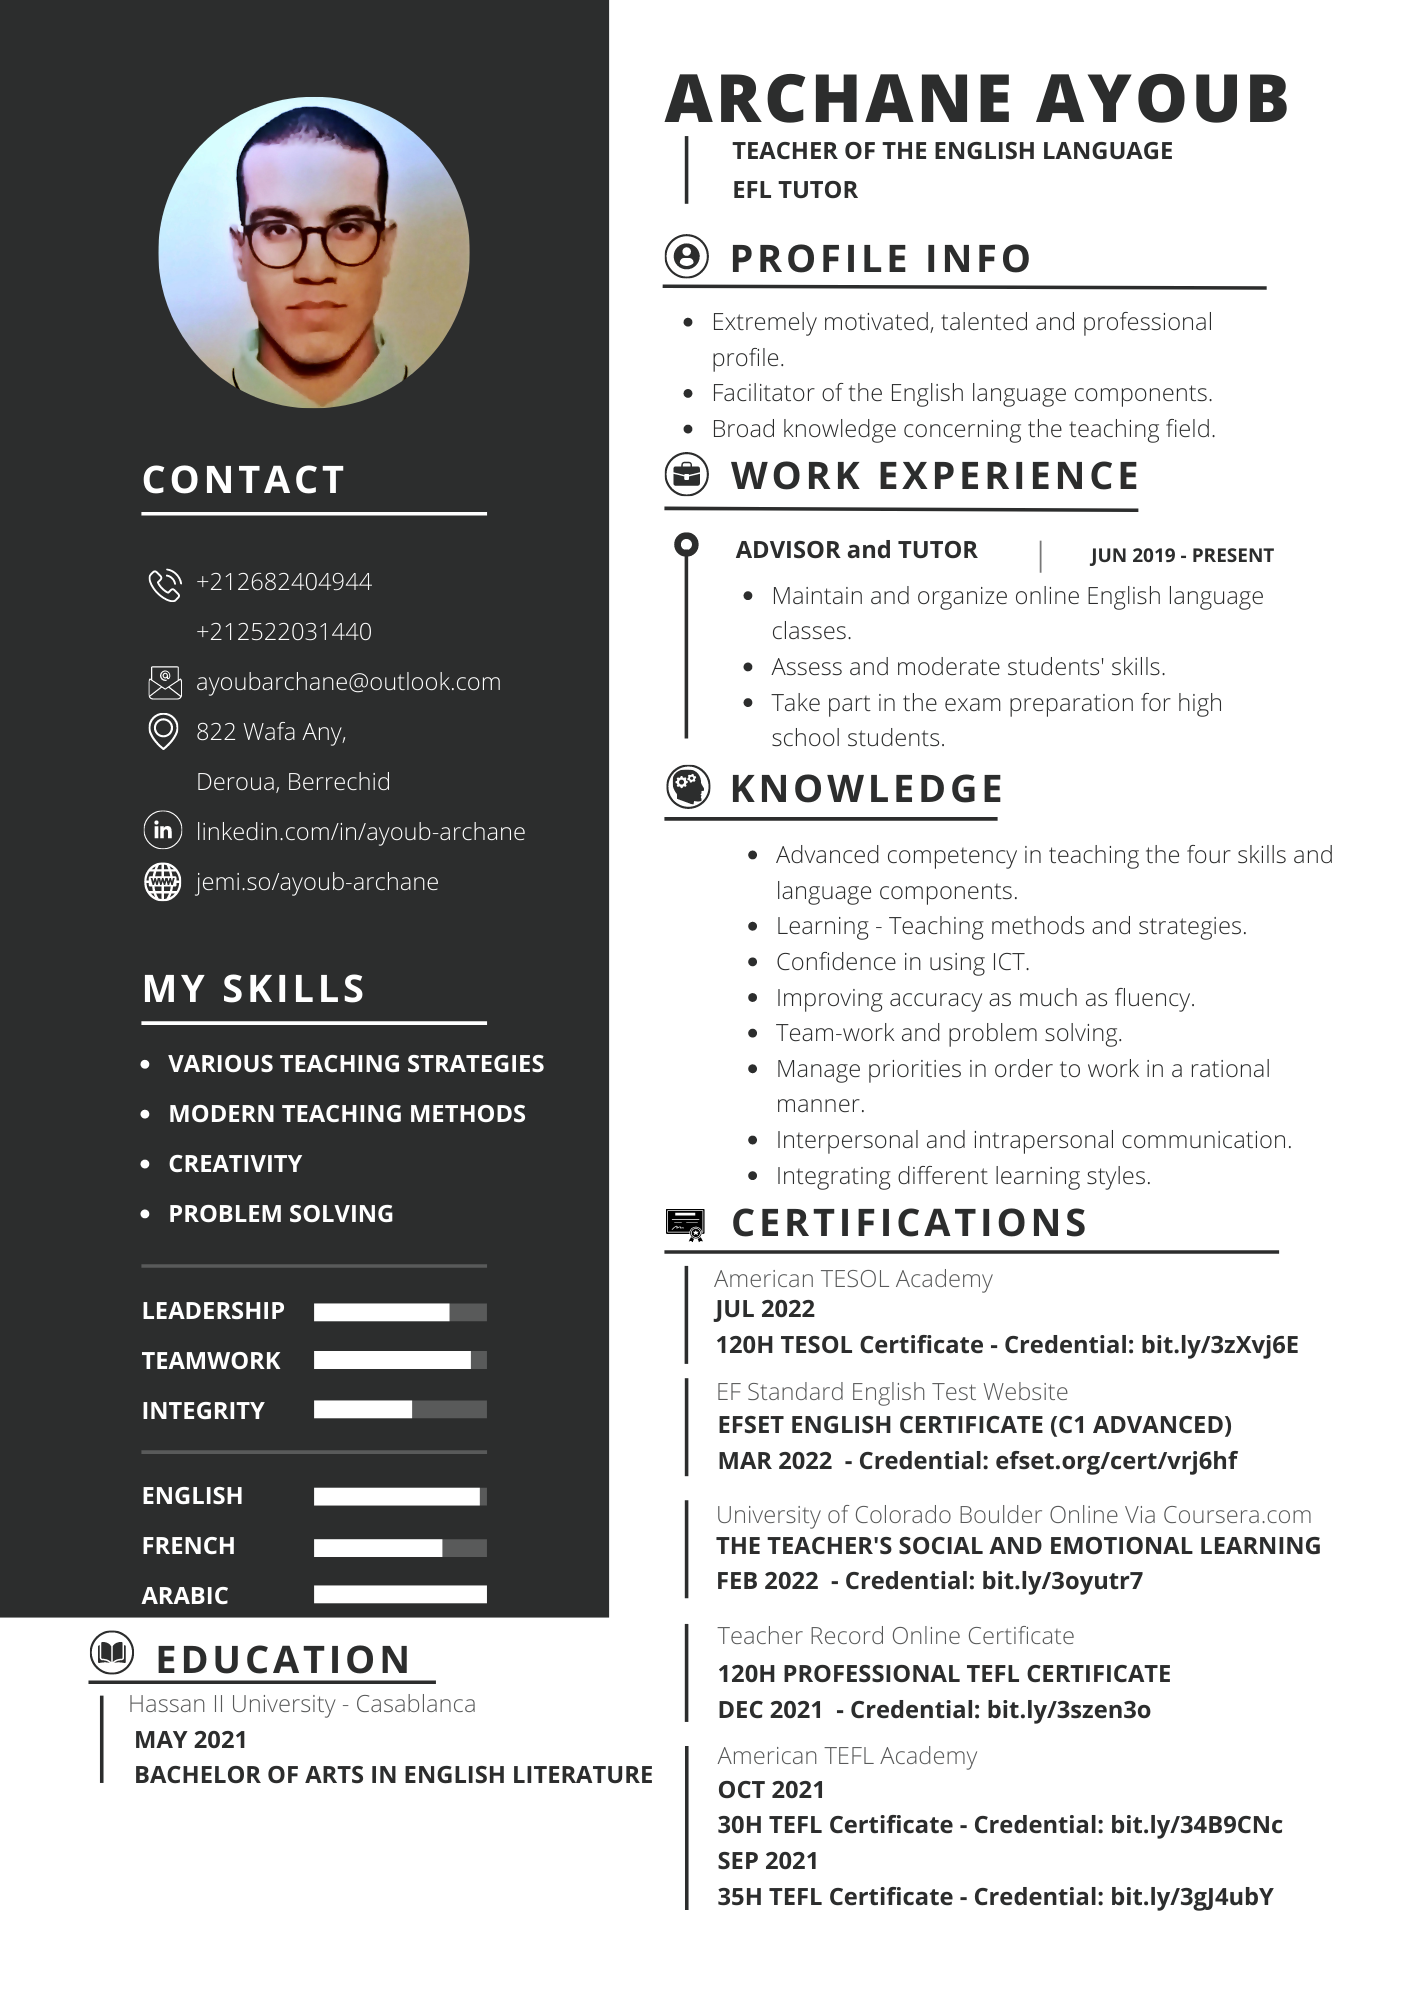 CONTACT
+212682404944
+212522031440
ayoubarchane@outlook.com
822 Wafa Any,
Deroua, Berrechid
in
linkedin.com/in/ayoub-archane
WWW
jemi.so/ayoub-archane
MY SKILLS
• VARIOUS TEACHING STRATEGIES
• MODERN TEACHING METHODS
• CREATIVITY
• PROBLEM SOLVING
LEADERSHIP
TEAMWORK
INTEGRITY
ENGLISH
FRENCH
ARABIC
EDUCATION
Hassan II University - Casablanca
MAY 2021
BACHELOR OF ARTS IN ENGLISH LITERATURE
ARCHANE AYOUB
TEACHER OF THE ENGLISH LANGUAGE
EFL TUTOR
PROFILE INFO
• Extremely motivated, talented and professional
profile.
• Facilitator of the English language components.
• Broad knowledge concerning the teaching field.
WORK EXPERIENCE
ADVISOR and TUTOR | JUN 2019 - PRESENT
• Maintain and organize online English language
classes.
• Assess and moderate students' skills.
• Take part in the exam preparation for high
school students.
KNOWLEDGE
• Advanced competency in teaching the four skills and
language components.
• Learning - Teaching methods and strategies.
• Confidence in using ICT.
• Improving accuracy as much as fluency.
• Team-work and problem solving.
• Manage priorities in order to work in a rational
manner.
• Interpersonal and intrapersonal communication.
• Integrating different learning styles.
CERTIFICATIONS
American TESOL Academy
JUL 2022
120H TESOL Certificate - Credential: bit.ly/3zXvj6E
EF Standard English Test Website
EFSET ENGLISH CERTIFICATE (C1 ADVANCED)
MAR 2022 - Credential: efset.org/cert/vrj6hf
University of Colorado Boulder Online Via Coursera.com
THE TEACHER'S SOCIAL AND EMOTIONAL LEARNING
FEB 2022 - Credential: bit.ly/3oyutr7
Teacher Record Online Certificate
120H PROFESSIONAL TEFL CERTIFICATE
DEC 2021 - Credential: bit.ly/3szen3o
American TEFL Academy
OCT 2021
30H TEFL Certificate - Credential: bit.ly/34B9CNc
SEP 2021
35H TEFL Certificate - Credential: bit.ly/3gJ4ubY